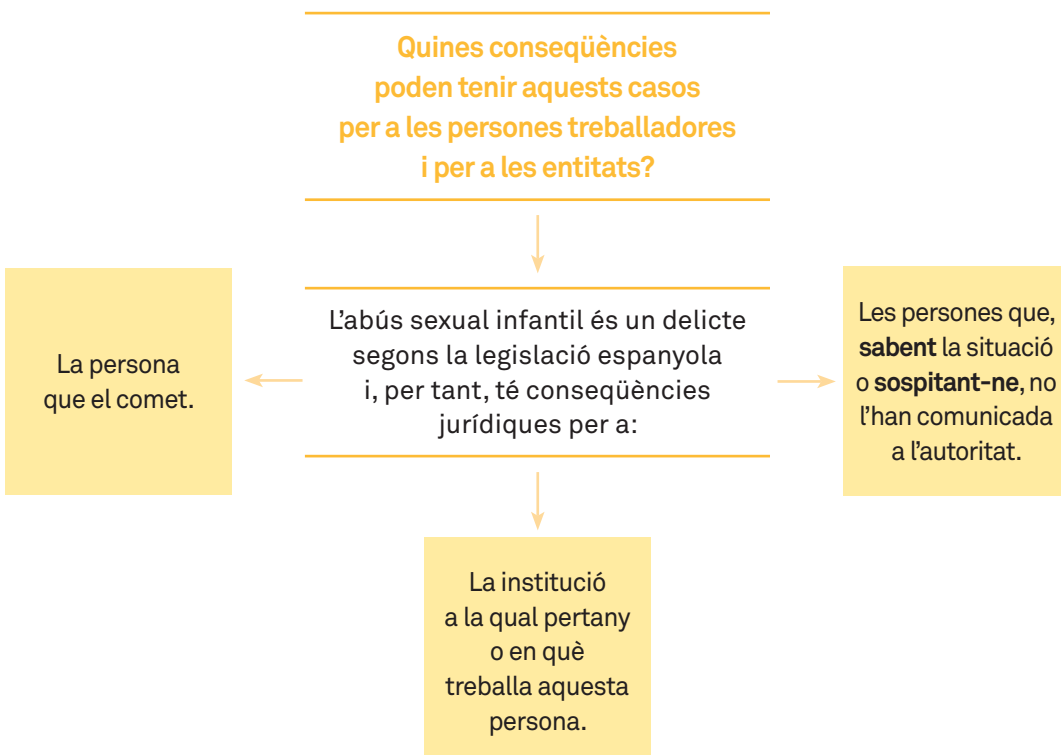 Quines conseqüències
poden tenir aquests casos
per a les persones treballadores
i per a les entitats?
L'abús sexual infantil és un delicte
segons la legislació espanyola
i, per tant, té conseqüències
jurídiques per a:
La persona
que el comet.
Les persones que,
sabent la situació
o sospitant-ne, no
l'han comunicada
a l'autoritat.
La institució
a la qual pertany
o en què
treballa aquesta
persona.